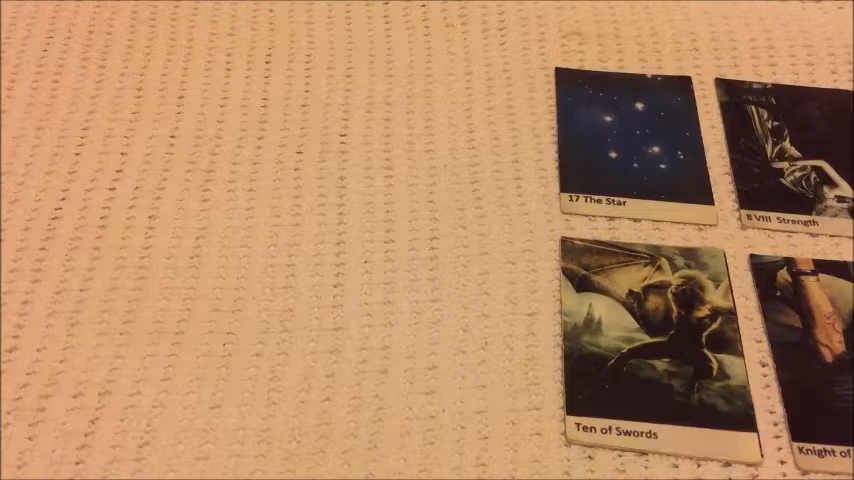 17 The Star
8 VIII Strength
Ten of Swords
Knight of